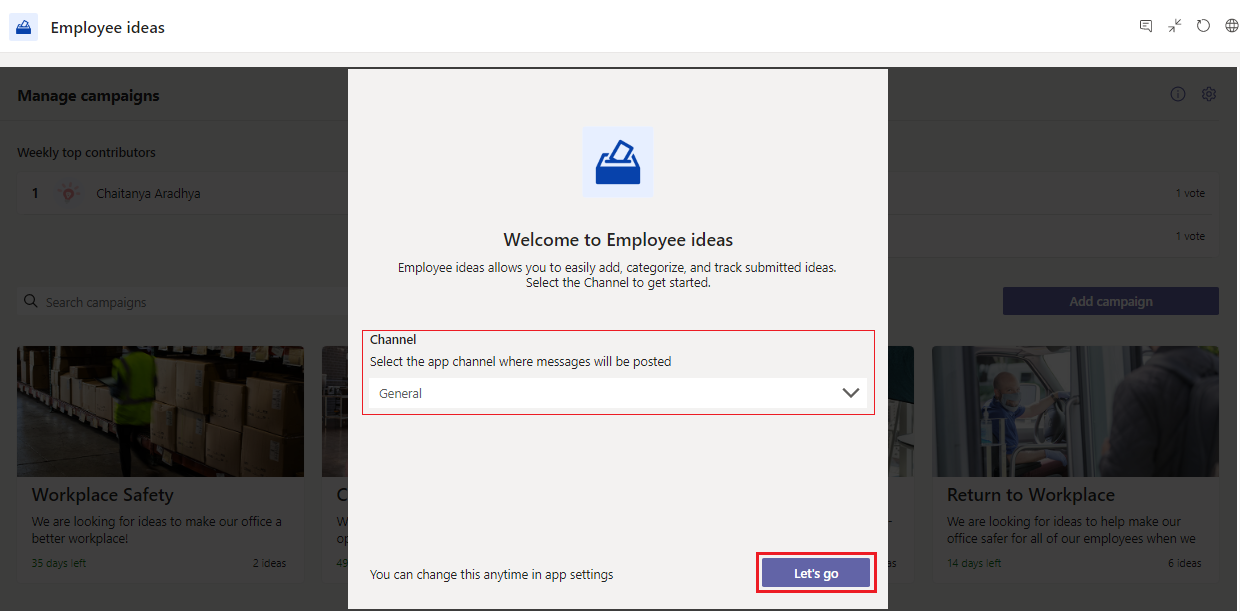 Employee ideas
Manage campaigns
Weekly top contributors
1
Chaitanya Aradhya
1 vote
1 vote
Search campaigns
Add campaign
Welcome to Employee ideas
Employee ideas allows you to easily add, categorize, and track submitted ideas.
Select the Channel to get started.
Channel
Select the app channel where messages will be posted
General
You can change this anytime in app settings
Let's go
Workplace Safety
We are looking for ideas to make our office a
better workplace!
35 days left
2 ideas
Return to Workplace
We are looking for ideas to help make our
office safer for all of our employees when we
14 days left
6 ideas